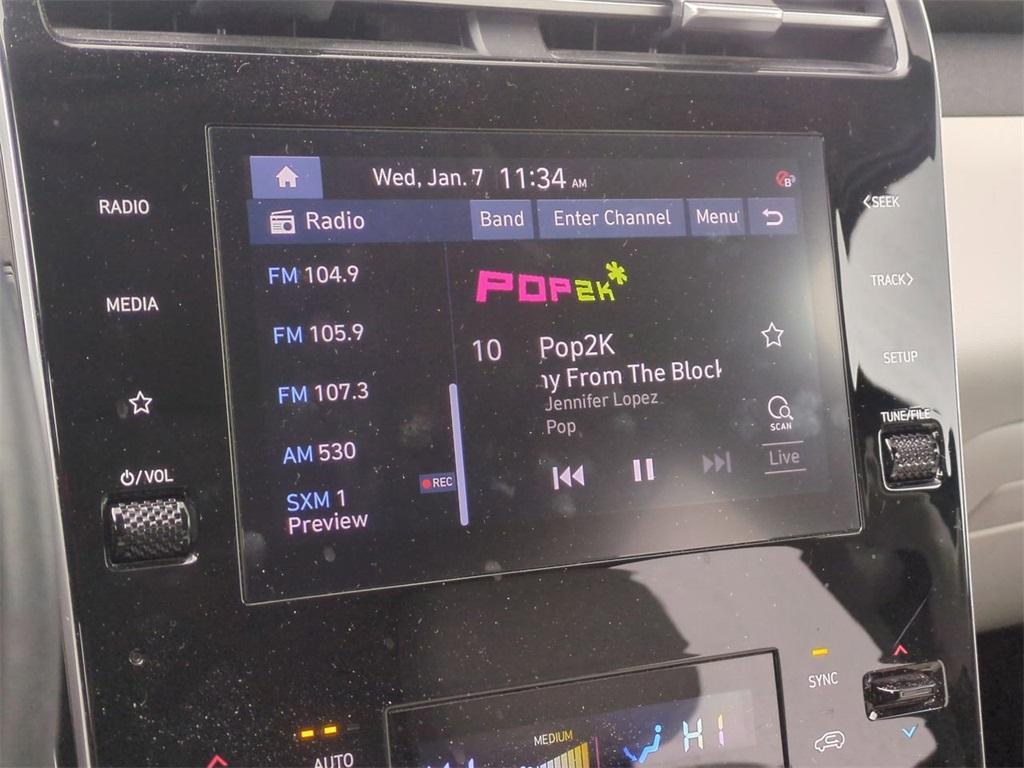 Wed, Jan. 7 11:34 AM
B
RADIO
Radio Band Enter Channel Menu
<SEEK
FM 104.9
POP2K*
TRACK>
MEDIA
FM 105.9
10 Pop2K
SETUP
ny From The Block
FM 107.3
Jennifer Lopez
SCAN
TUNE/FILE
Pop
AM 530
Live
/VOL
REC
SXM 1
Preview
SYNC
MEDIUM
HI
AUTO